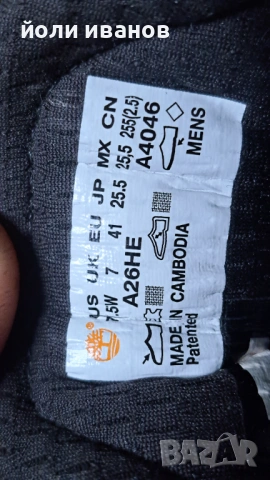 йоли иванов
US UK EU JP MX CN
7.5W 7 41 25.5 25,5 255(2.5)
A26HE A4046
MADE IN CAMBODIA MENS
Patented
BAZAR